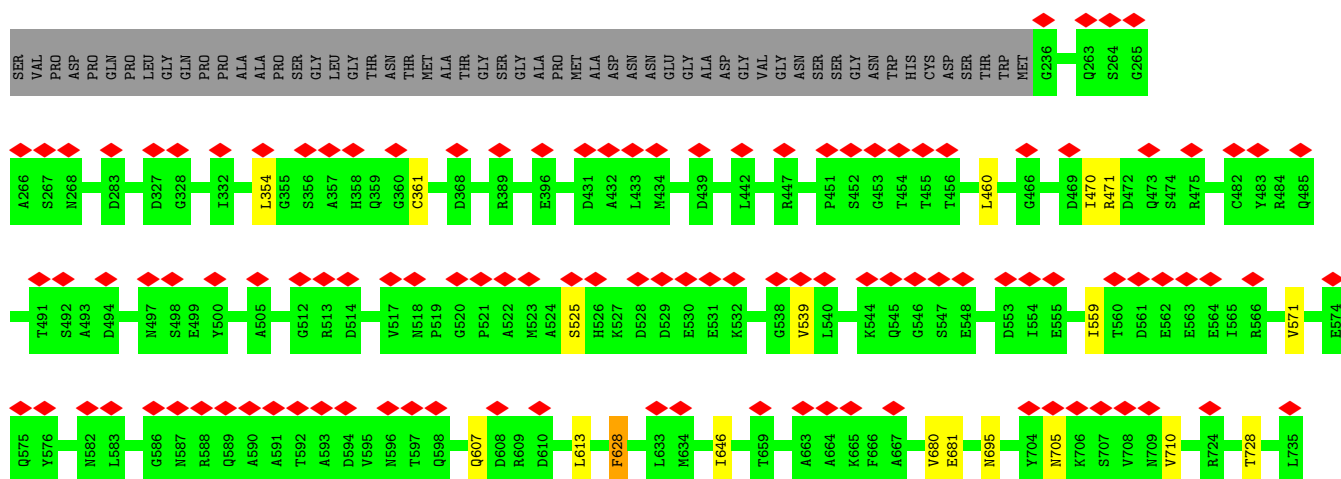 SER VAL PRO ASP PRO GLN PRO LEU GLY GLN PRO PRO ALA ALA PRO SER GLY LEU GLY THR ASN THR MET ALA THR GLY SER GLY ALA PRO MET ALA ASP ASN ASN GLU GLY ALA ASP GLY VAL GLY ASN SER SER GLY ASN TRP HIS CYS ASP SER THR TRP MET G236 Q263 S264 G265
A266 S267 N268 D283 D327 G328 I332 L354 G355 S356 A357 H358 Q359 G360 C361 D368 R389 E396 D431 A432 L433 M434 D439 L442 R447 P451 S452 G453 T454 T455 T456 L460 G466 D469 I470 R471 D472 Q473 S474 R475 C482 Y483 R484 Q485
T491 S492 A493 D494 N497 S498 E499 Y500 A505 G512 R513 D514 V517 N518 P519 G520 P521 A522 M523 A524 S525 H526 K527 D528 D529 E530 E531 K532 G538 V539 L540 K544 Q545 G546 S547 E548 D553 I554 E555 I559 T560 D561 E562 E563 E564 I565 R566 V571 E574
Q575 Y576 N582 L583 G586 N587 R588 Q589 A590 A591 T592 A593 D594 V595 N596 T597 Q598 Q607 D608 R609 D610 L613 F628 L633 M634 I646 T659 A663 A664 K665 F666 A667 V680 E681 N695 Y704 N705 K706 S707 V708 N709 V710 R724 T728 L735